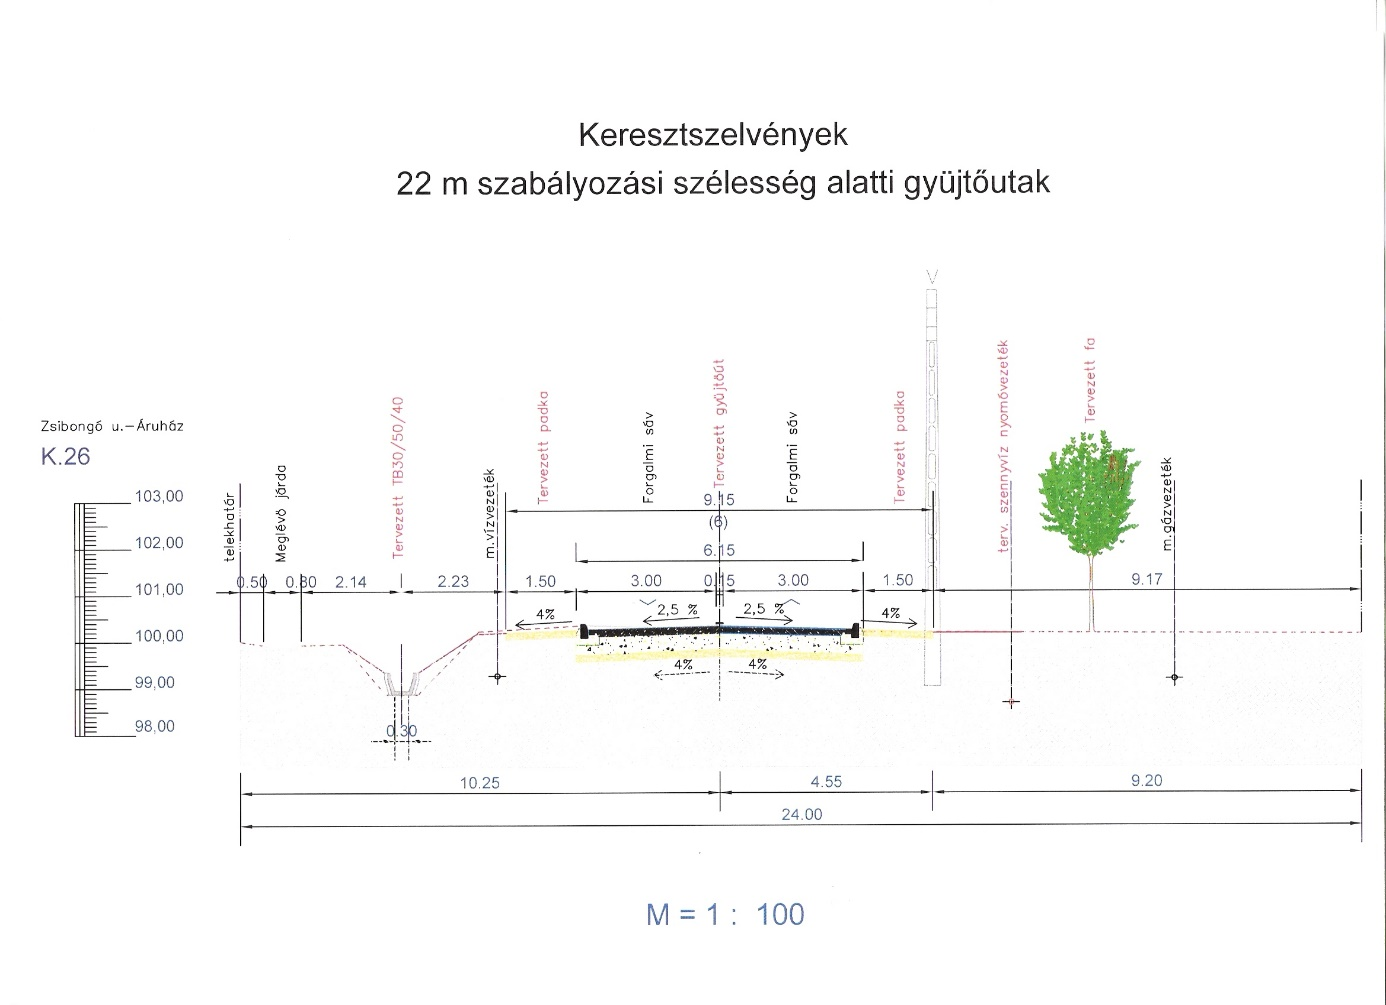 Keresztszelvények
22 m szabályozási szélesség alatti gyüjtőutak
Zsibongó u.–Áruház
K.26
103,00
102,00
101,00
100,00
99,00
98,00
telekhatár
Meglévő járda
Tervezett TB30/50/40
m.vízvezeték
Tervezett padka
Forgalmi sáv
Tervezett gyűjtőút
Forgalmi sáv
Tervezett padka
terv. szennyvíz nyomóvezeték
Tervezett fa
m.gázvezeték
9.15
(6)
6.15
0.50 0.80 2.14 2.23 1.50 3.00 0.15 3.00 1.50 9.17
4% 2,5 % 2,5 % 4%
4% 4%
0.30
10.25 4.55 9.20
24.00
M = 1 : 100